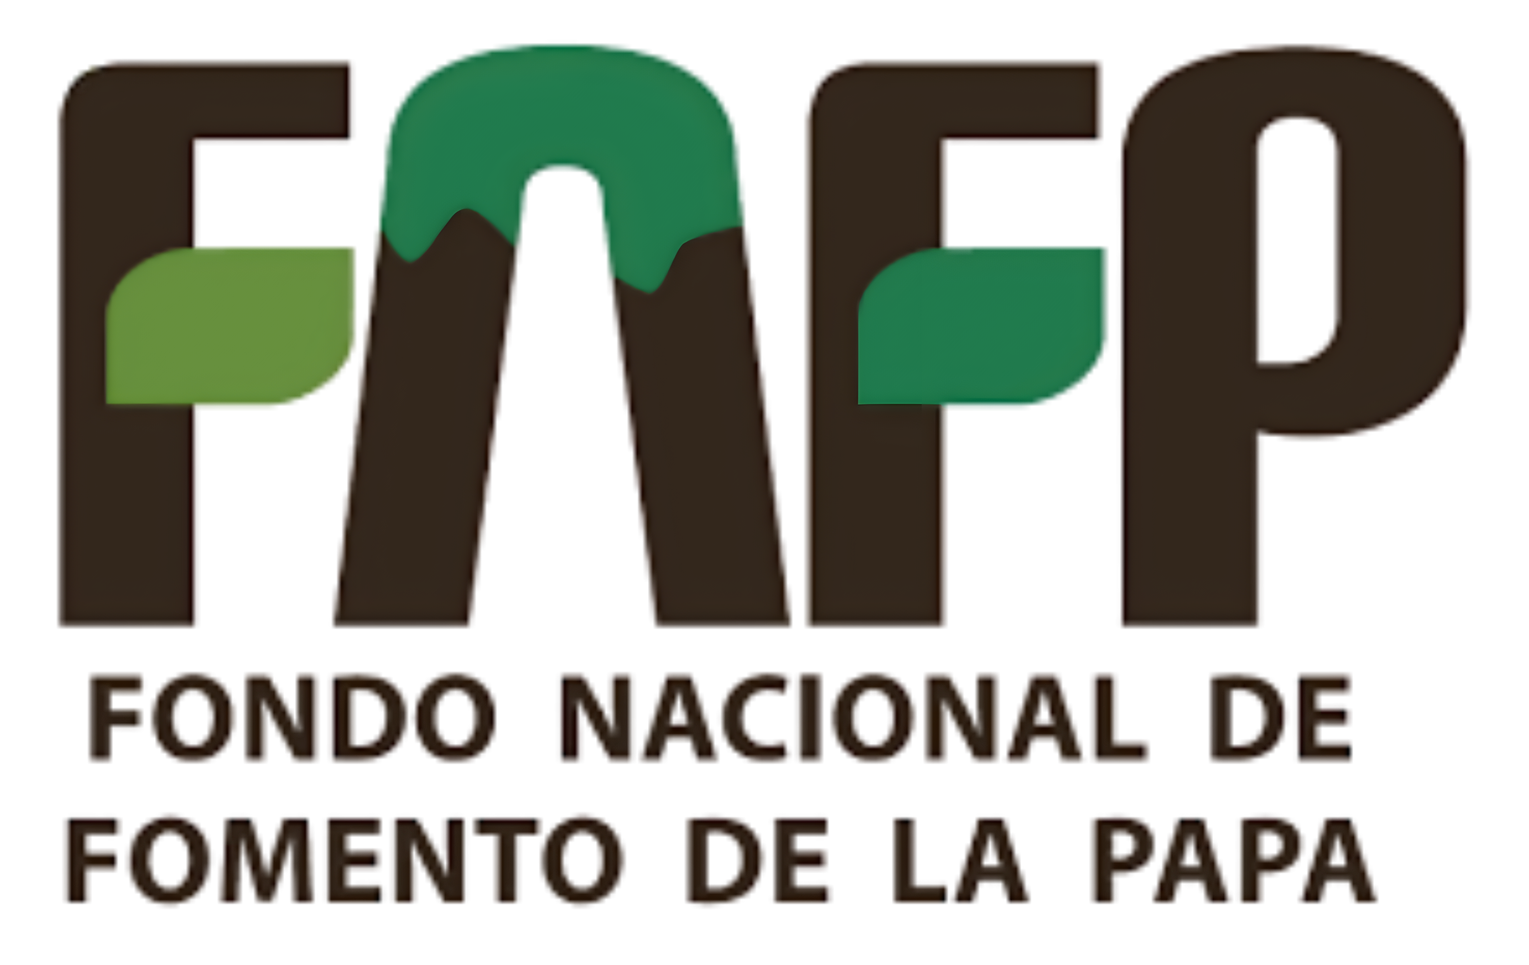 FNFP
FONDO NACIONAL DE
FOMENTO DE LA PAPA